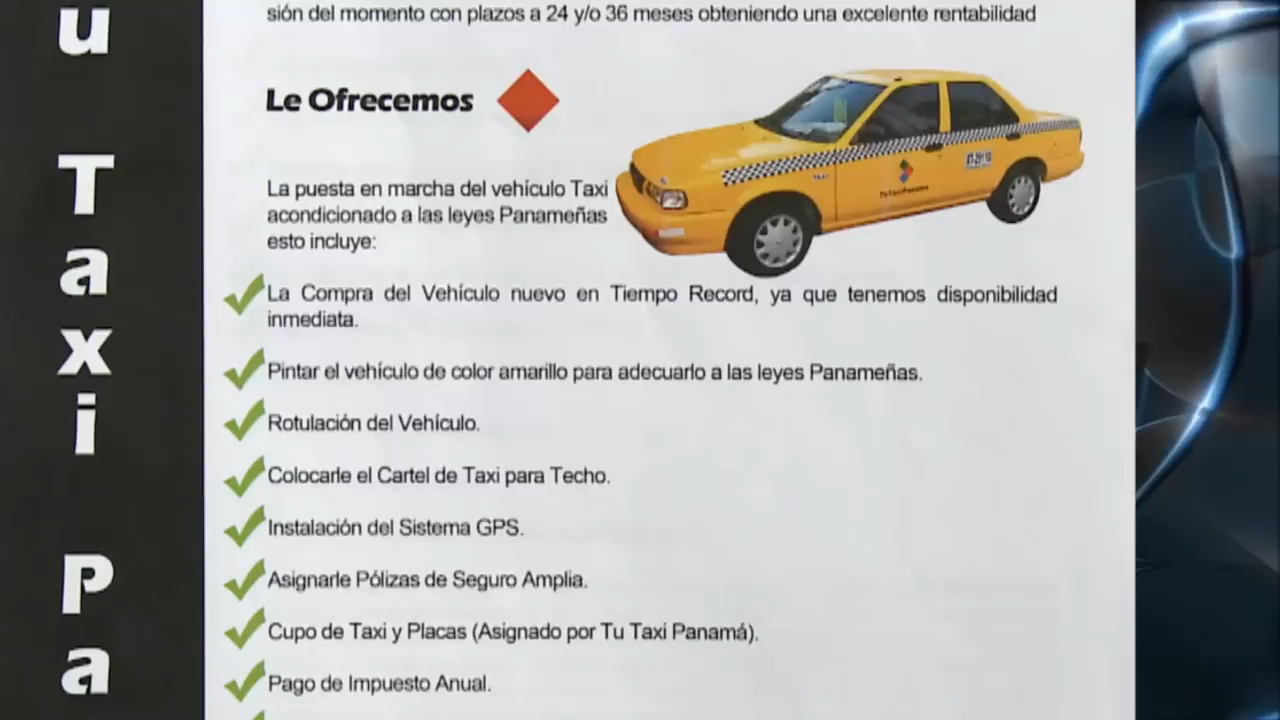 sión del momento con plazos a 24 y/o 36 meses obteniendo una excelente rentabilidad
Le Ofrecemos
La puesta en marcha del vehículo Taxi
acondicionado a las leyes Panameñas
esto incluye:
La Compra del Vehículo nuevo en Tiempo Record, ya que tenemos disponibilidad
inmediata.
Pintar el vehículo de color amarillo para adecuarlo a las leyes Panameñas.
Rotulación del Vehículo.
Colocarle el Cartel de Taxi para Techo.
Instalación del Sistema GPS.
Asignarle Pólizas de Seguro Amplia.
Cupo de Taxi y Placas (Asignado por Tu Taxi Panamá).
Pago de Impuesto Anual.
u Taxi Pa
TAXI
TuTaxiPanama